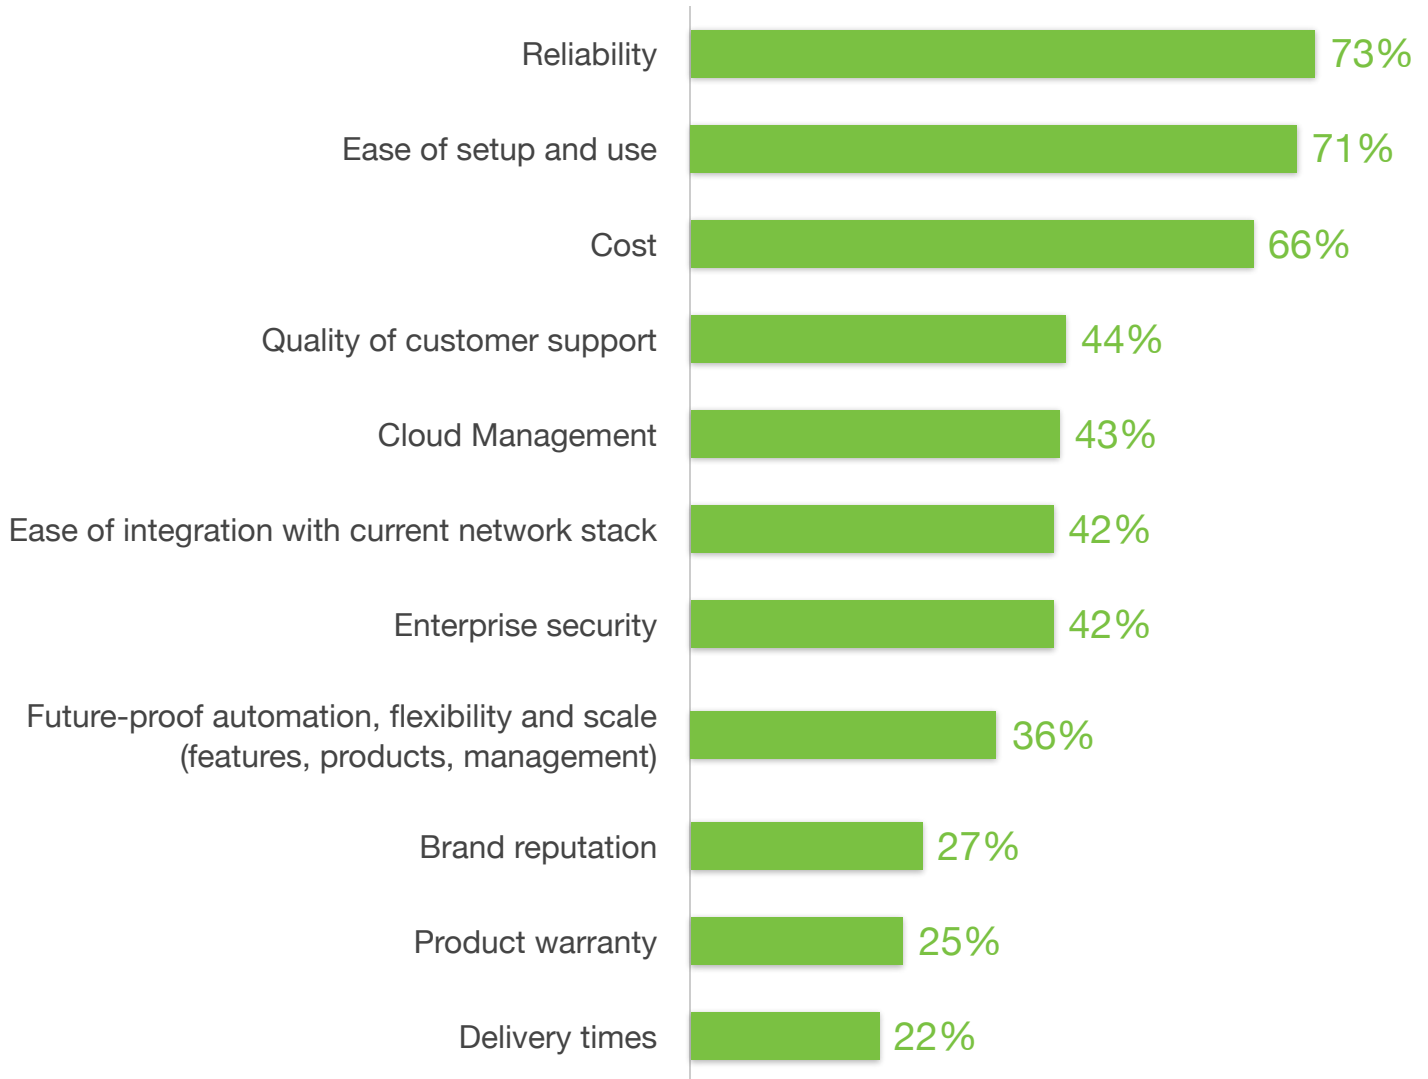 Reliability 73%
Ease of setup and use 71%
Cost 66%
Quality of customer support 44%
Cloud Management 43%
Ease of integration with current network stack 42%
Enterprise security 42%
Future-proof automation, flexibility and scale
(features, products, management) 36%
Brand reputation 27%
Product warranty 25%
Delivery times 22%